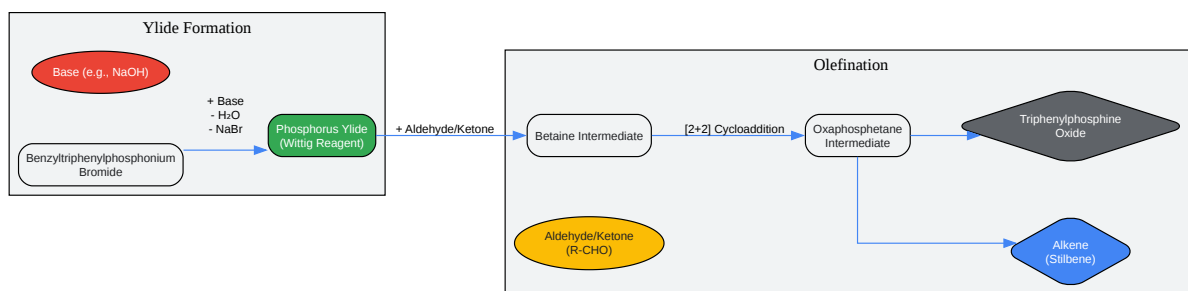 Ylide Formation
Base (e.g., NaOH)
+ Base
- H₂O
- NaBr
Phosphorus Ylide
(Wittig Reagent)
Benzyltriphenylphosphonium
Bromide
+ Aldehyde/Ketone
Olefination
Betaine Intermediate
[2+2] Cycloaddition
Oxaphosphetane
Intermediate
Triphenylphosphine
Oxide
Aldehyde/Ketone
(R-CHO)
Alkene
(Stilbene)